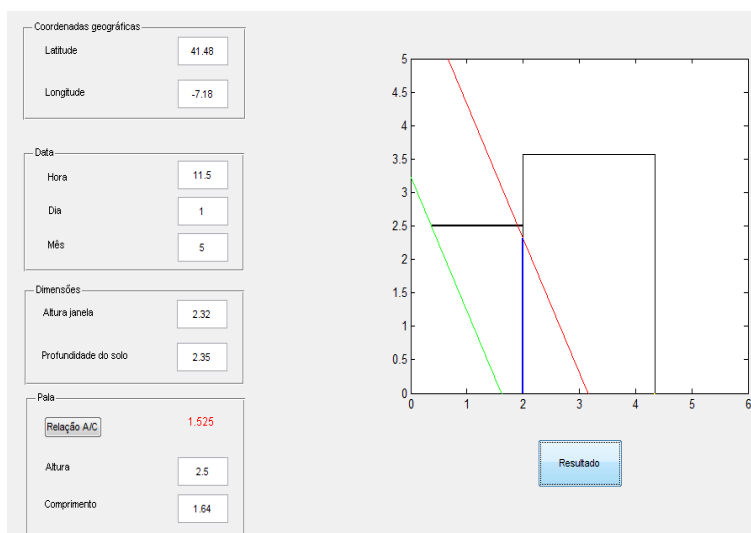 Coordenadas geográficas
Latitude 41.48
Longitude -7.18
Data
Hora 11.5
Dia 1
Mês 5
Dimensões
Altura janela 2.32
Profundidade do solo 2.35
Pala
Relação A/C 1.525
Altura 2.5
Comprimento 1.64
5
4.5
4
3.5
3
2.5
2
1.5
1
0.5
0
0 1 2 3 4 5 6
Resultado